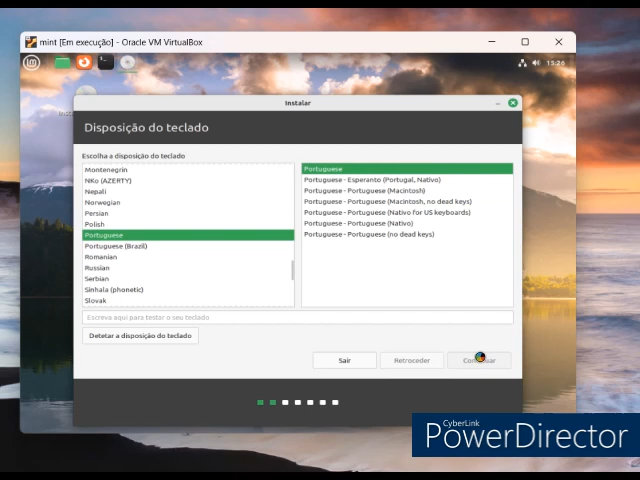 mint [Em execução] - Oracle VM VirtualBox
15:26
Instalar
Disposição do teclado
Escolha a disposição do teclado
Montenegrin
NKo (AZERTY)
Nepali
Norwegian
Persian
Polish
Portuguese
Portuguese (Brazil)
Romanian
Russian
Serbian
Sinhala (phonetic)
Slovak
Portuguese
Portuguese - Esperanto (Portugal, Nativo)
Portuguese - Portuguese (Macintosh)
Portuguese - Portuguese (Macintosh, no dead keys)
Portuguese - Portuguese (Nativo for US keyboards)
Portuguese - Portuguese (Nativo)
Portuguese - Portuguese (no dead keys)
Escreva aqui para testar o seu teclado
Detetar a disposição do teclado
Sair
Retroceder
CyberLink
PowerDirector